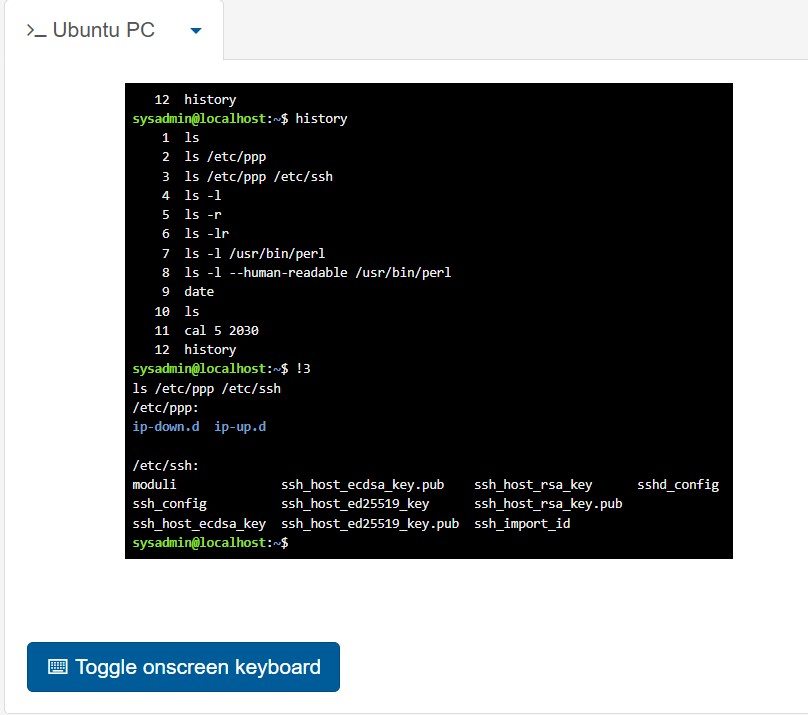 >_ Ubuntu PC
12 history
sysadmin@localhost:~$ history
1 ls
2 ls /etc/ppp
3 ls /etc/ppp /etc/ssh
4 ls -l
5 ls -r
6 ls -lr
7 ls -l /usr/bin/perl
8 ls -l --human-readable /usr/bin/perl
9 date
10 ls
11 cal 5 2030
12 history
sysadmin@localhost:~$ !3
ls /etc/ppp /etc/ssh
/etc/ppp:
ip-down.d ip-up.d
/etc/ssh:
moduli ssh_host_ecdsa_key.pub ssh_host_rsa_key sshd_config
ssh_config ssh_host_ed25519_key ssh_host_rsa_key.pub
ssh_host_ecdsa_key ssh_host_ed25519_key.pub ssh_import_id
sysadmin@localhost:~$
Toggle onscreen keyboard